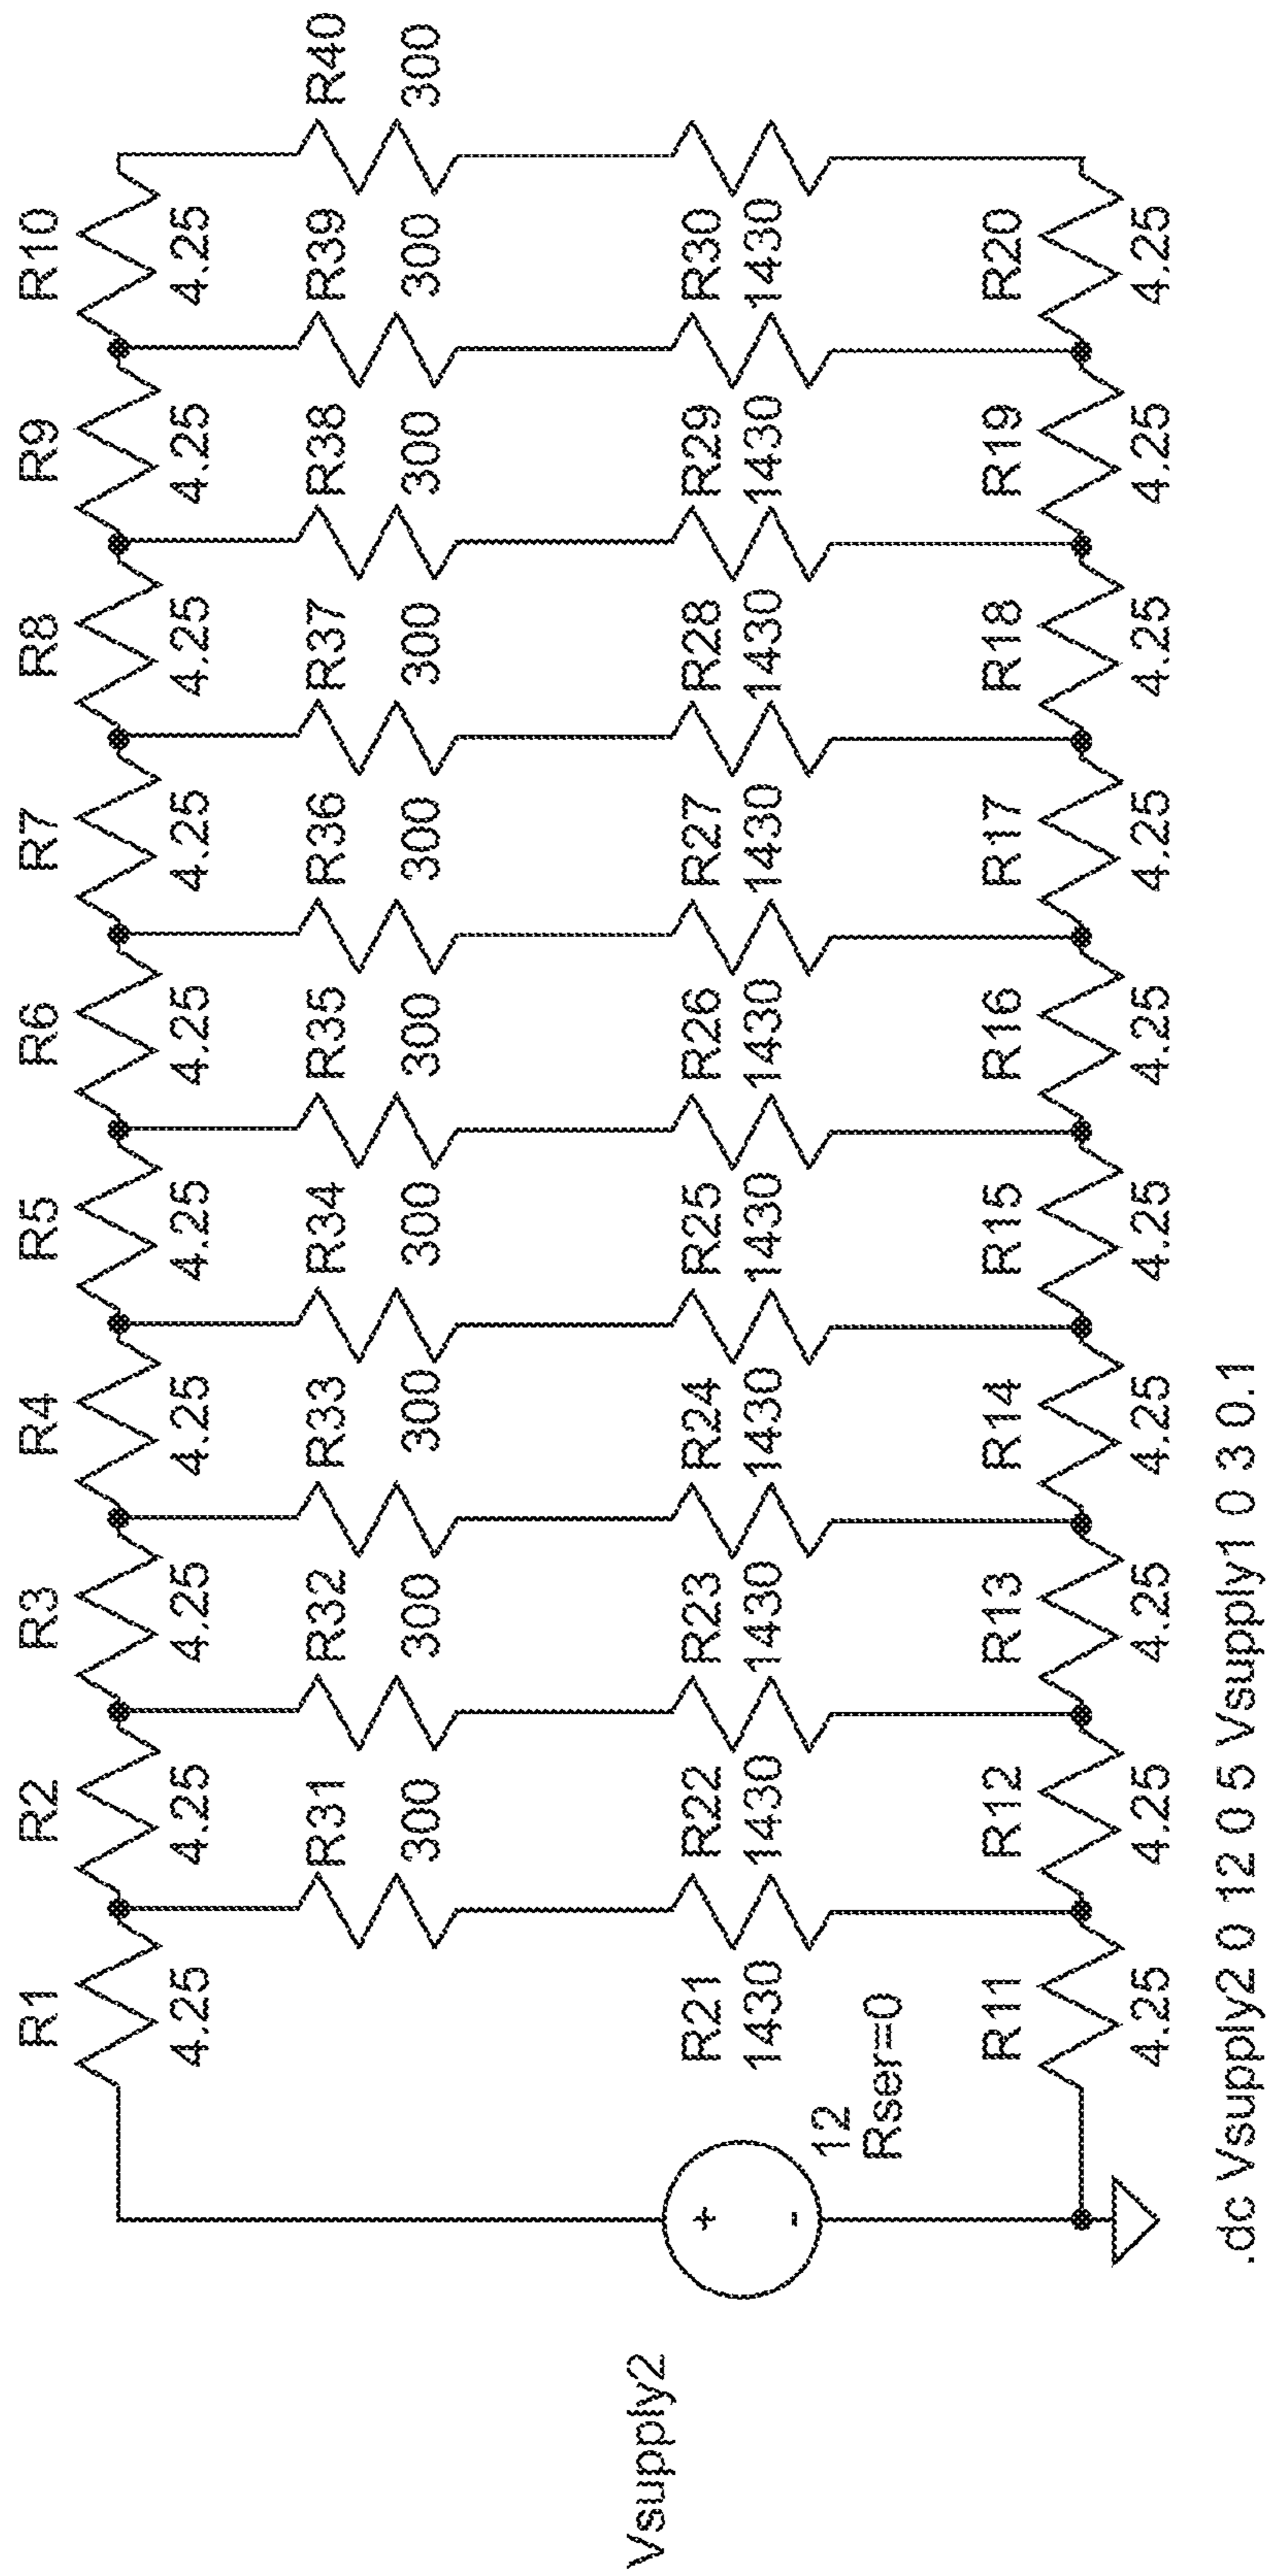 R1 R2 R3 R4 R5 R6 R7 R8 R9 R10
4.25 4.25 4.25 4.25 4.25 4.25 4.25 4.25 4.25 4.25
R31 R32 R33 R34 R35 R36 R37 R38 R39 R40
300 300 300 300 300 300 300 300 300 300
Vsupply2
+
-
12
Rser=0
R21 R22 R23 R24 R25 R26 R27 R28 R29 R30
1430 1430 1430 1430 1430 1430 1430 1430 1430 1430
R11 R12 R13 R14 R15 R16 R17 R18 R19 R20
4.25 4.25 4.25 4.25 4.25 4.25 4.25 4.25 4.25 4.25
.dc Vsupply2 0 12 0 5 Vsupply1 0 3 0.1